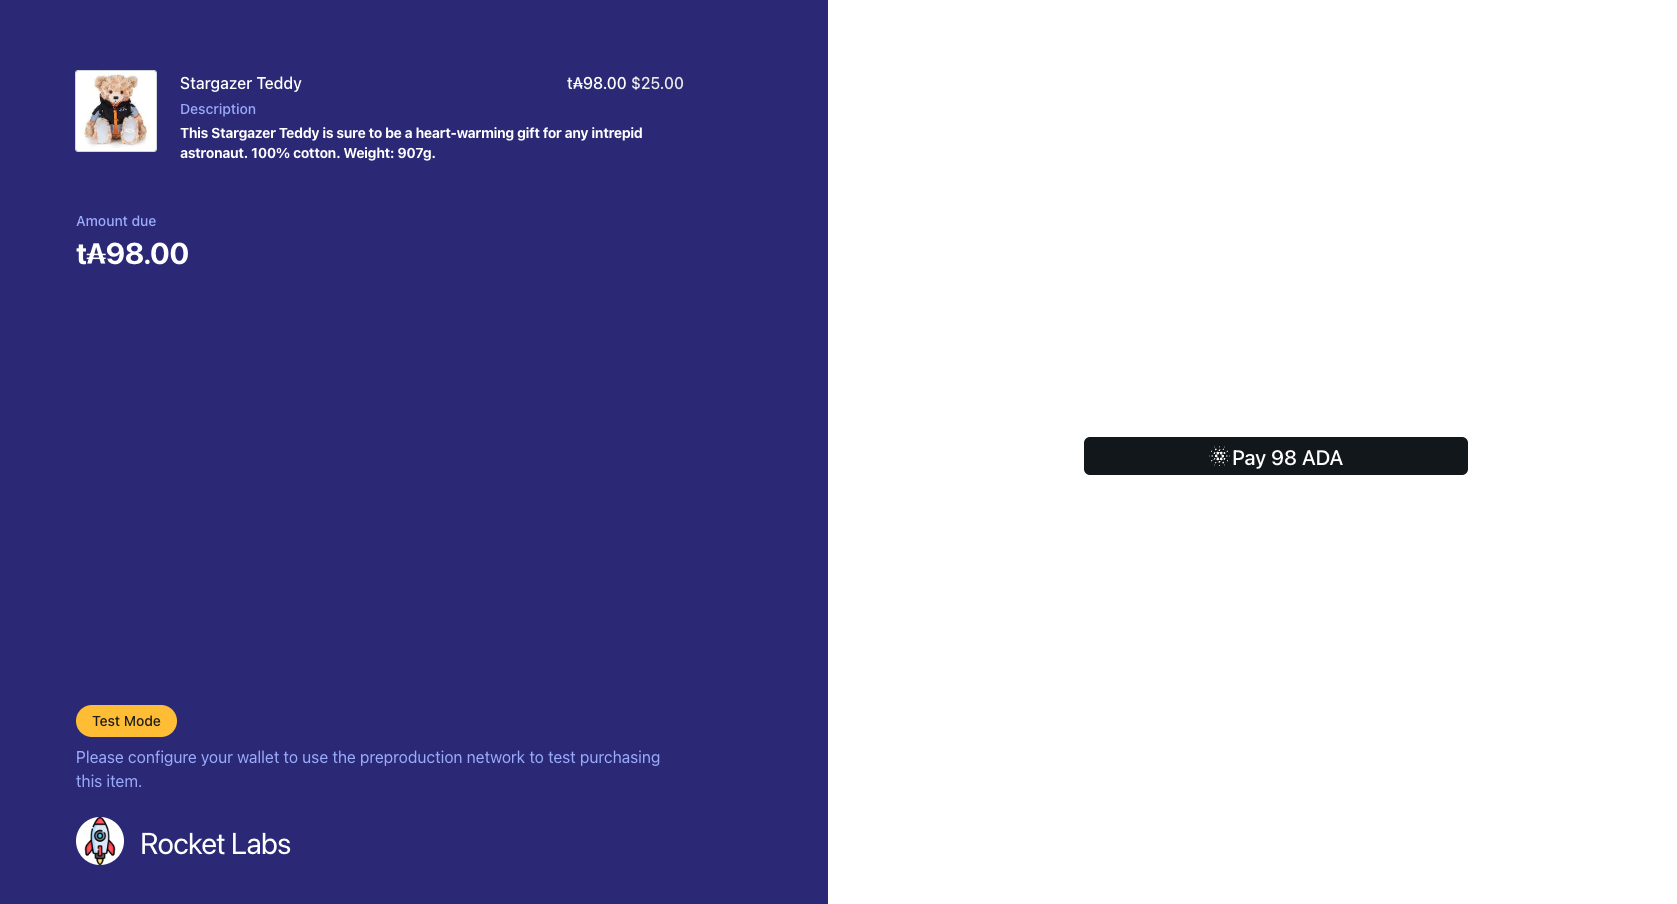 Stargazer Teddy
t₳98.00 $25.00
Description
This Stargazer Teddy is sure to be a heart-warming gift for any intrepid
astronaut. 100% cotton. Weight: 907g.
Amount due
t₳98.00
Pay 98 ADA
Test Mode
Please configure your wallet to use the preproduction network to test purchasing
this item.
Rocket Labs